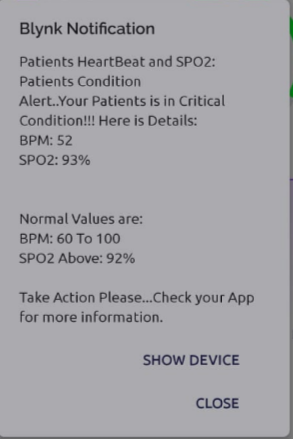 Blynk Notification
Patients HeartBeat and SPO2:
Patients Condition
Alert..Your Patients is in Critical
Condition!!! Here is Details:
BPM: 52
SPO2: 93%
Normal Values are:
BPM: 60 To 100
SPO2 Above: 92%
Take Action Please...Check your App
for more information.
SHOW DEVICE
CLOSE